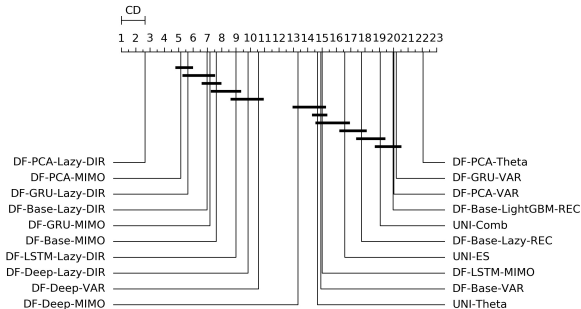 CD
1 2 3 4 5 6 7 8 9 10 11 12 13 14 15 16 17 18 19 20 21 22 23
DF-PCA-Lazy-DIR DF-PCA-Theta
DF-PCA-MIMO DF-GRU-VAR
DF-GRU-Lazy-DIR DF-PCA-VAR
DF-Base-Lazy-DIR DF-Base-LightGBM-REC
DF-GRU-MIMO UNI-Comb
DF-Base-MIMO DF-Base-Lazy-REC
DF-LSTM-Lazy-DIR UNI-ES
DF-Deep-Lazy-DIR DF-LSTM-MIMO
DF-Deep-VAR DF-Base-VAR
DF-Deep-MIMO UNI-Theta